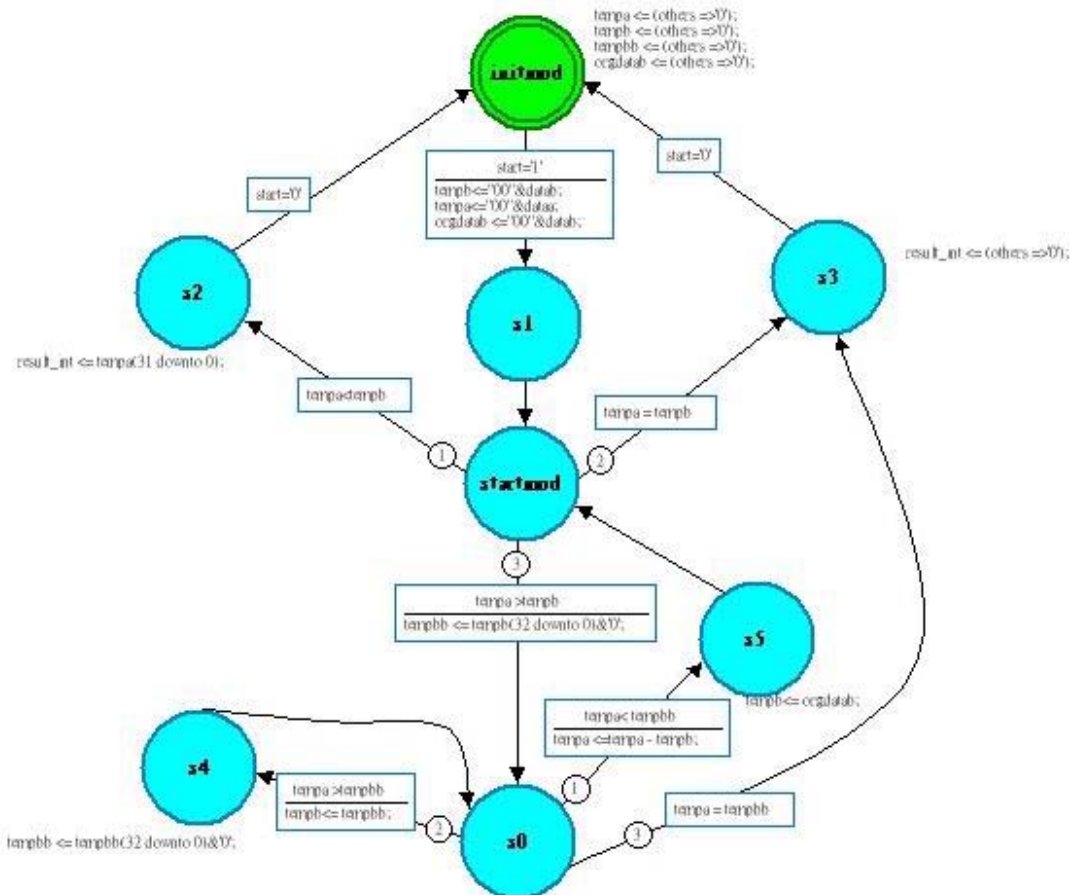 tempa <= (others =>'0');
tempb <= (others =>'0');
tempbb <= (others =>'0');
orgdatab <= (others =>'0');
initmod
start='1'
tempb<="00"&datab;
tempa<="00"&dataa;
orgdatab <="00"&datab;
start='0'
start='0'
s2
result_int <= tempa(31 downto 0);
s1
s3
result_int <= (others =>'0');
tempa<tempb
tempa = tempb
1
2
startmod
3
tempa >tempb
tempbb <= tempb(32 downto 0)&'0';
s5
tempb<= orgdatab;
tempa< tempbb
tempa <=tempa - tempb;
s4
tempbb <= tempbb(32 downto 0)&'0';
tempa >tempbb
tempb<= tempbb;
2
1
s0
3
tempa = tempbb